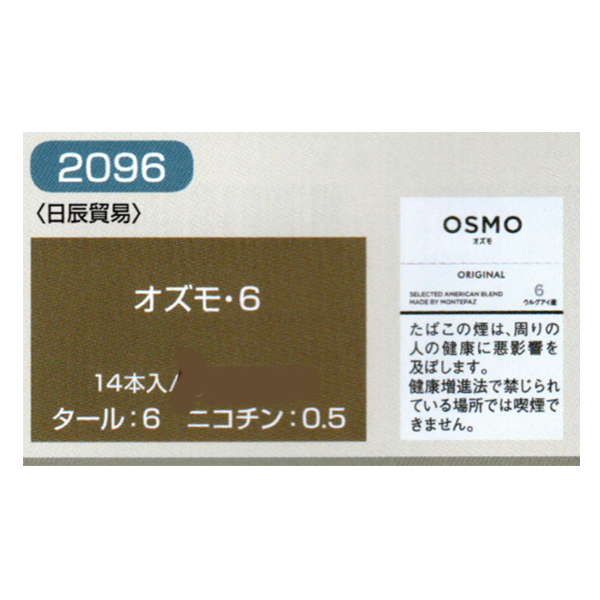 2096
〈日辰貿易〉
オズモ・6
14本入/
タール:6 ニコチン:0.5
OSMO
オズモ
ORIGINAL
SELECTED AMERICAN BLEND
MADE BY MONTEPAZ
6
ウルグアイ産
たばこの煙は、周りの
人の健康に悪影響を
及ぼします。
健康増進法で禁じられ
ている場所では喫煙で
きません。